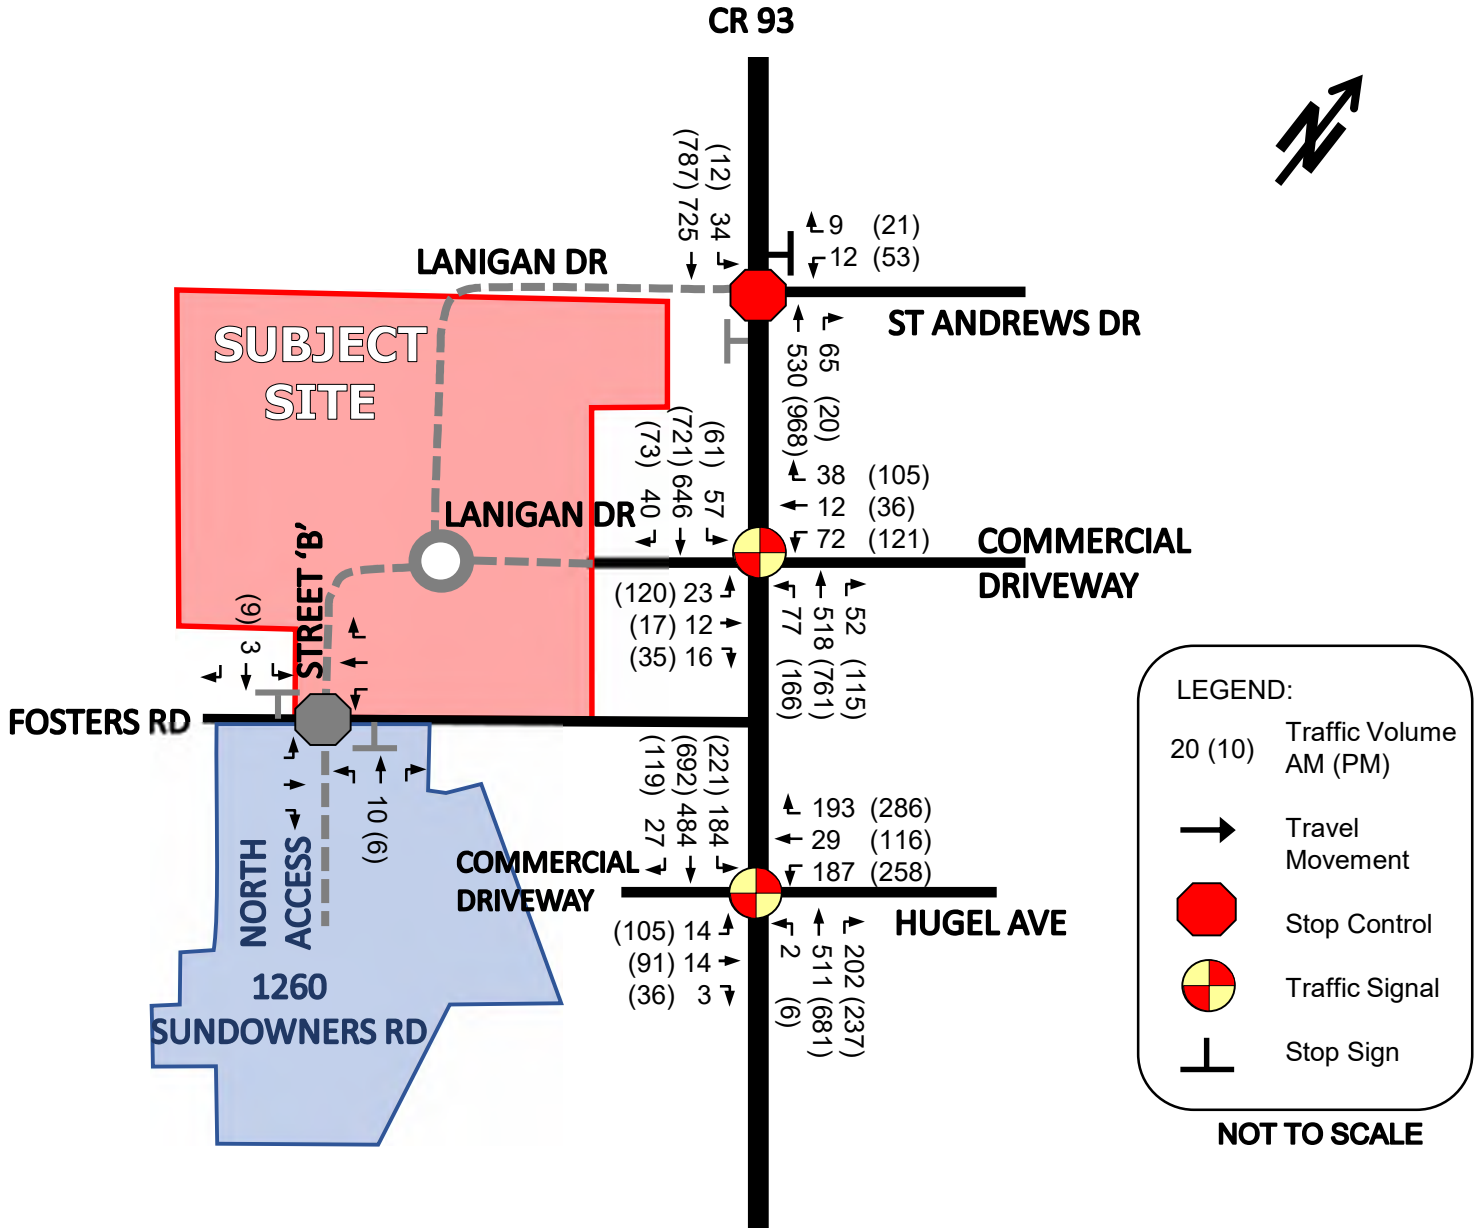 CR 93
(12) 34
(787) 725
9 (21)
12 (53)
LANIGAN DR
ST ANDREWS DR
65 (20)
530 (968)
SUBJECT
SITE
(61) 57
(721) 646
(73) 40
38 (105)
12 (36)
72 (121)
LANIGAN DR
COMMERCIAL
DRIVEWAY
(120) 23
(17) 12
(35) 16
52 (115)
518 (761)
77 (166)
STREET 'B'
(9) 3
FOSTERS RD
10 (6)
NORTH
ACCESS
(221) 184
(692) 484
(119) 27
193 (286)
29 (116)
187 (258)
COMMERCIAL
DRIVEWAY
HUGEL AVE
(105) 14
(91) 14
(36) 3
202 (237)
511 (681)
2 (6)
1260
SUNDOWNERS RD
N
LEGEND:
20 (10) Traffic Volume
AM (PM)
Travel
Movement
Stop Control
Traffic Signal
Stop Sign
NOT TO SCALE